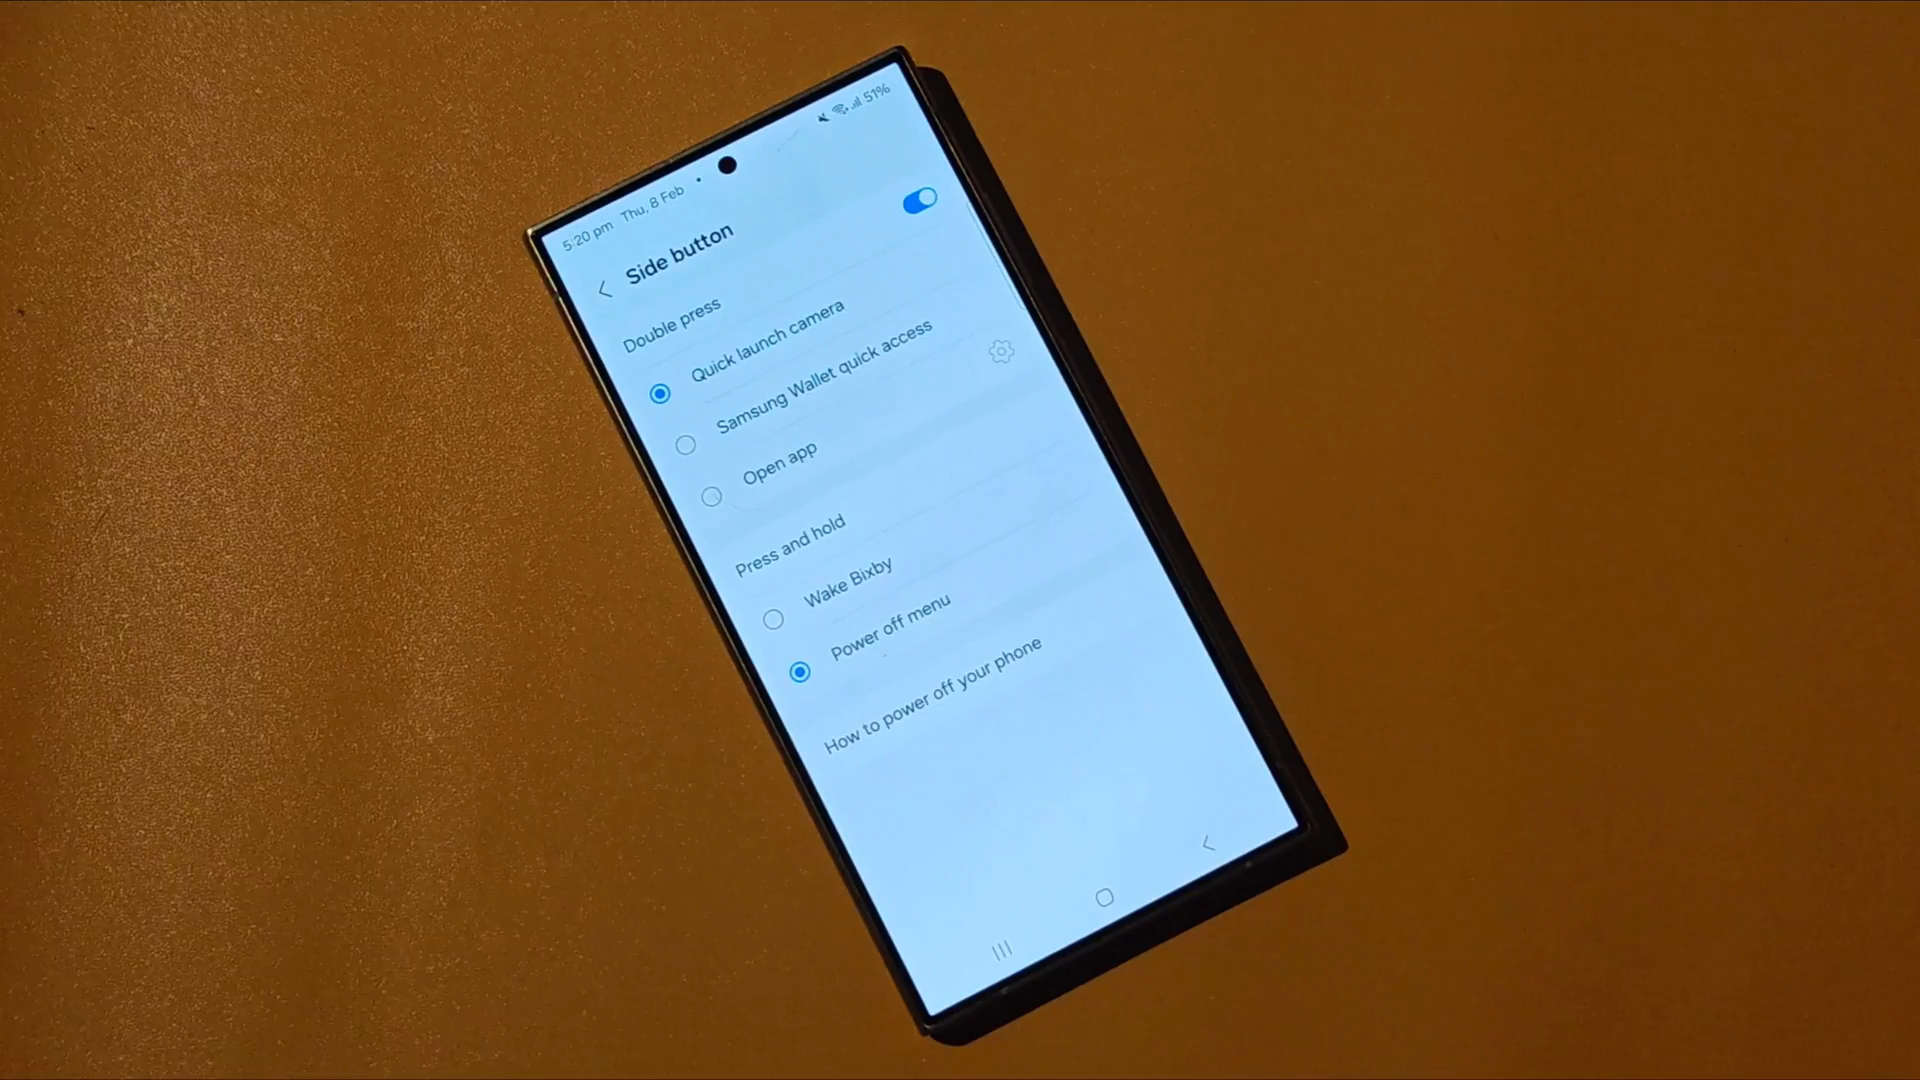 5:20 pm Thu, 8 Feb • 51%
Side button
Double press
Quick launch camera
Samsung Wallet quick access
Open app
Press and hold
Wake Bixby
Power off menu
How to power off your phone